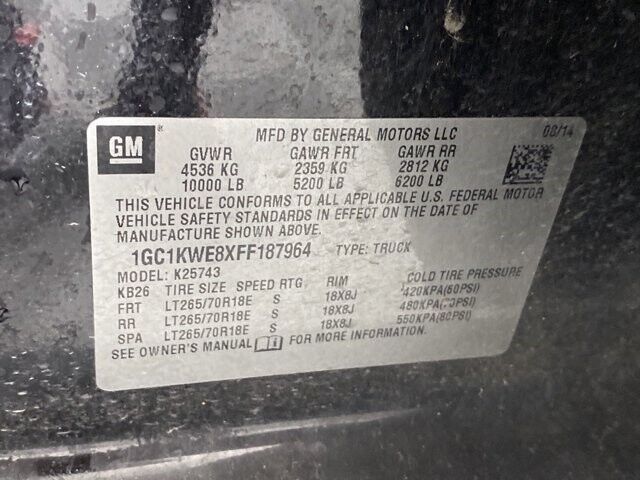 GM ® MFD BY GENERAL MOTORS LLC 08/14
GVWR GAWR FRT GAWR RR
4536 KG 2359 KG 2812 KG
10000 LB 5200 LB 6200 LB
THIS VEHICLE CONFORMS TO ALL APPLICABLE U.S. FEDERAL MOTOR
VEHICLE SAFETY STANDARDS IN EFFECT ON THE DATE OF
MANUFACTURE SHOWN ABOVE.
1GC1KWE8XFF187964 TYPE: TRUCK
MODEL: K25743
KB26 TIRE SIZE SPEED RTG RIM COLD TIRE PRESSURE
FRT LT265/70R18E S 18X8J 420KPA(60PSI)
RR LT265/70R18E S 18X8J 480KPA(70PSI)
SPA LT265/70R18E S 18X8J 550KPA(80PSI)
SEE OWNER'S MANUAL FOR MORE INFORMATION.